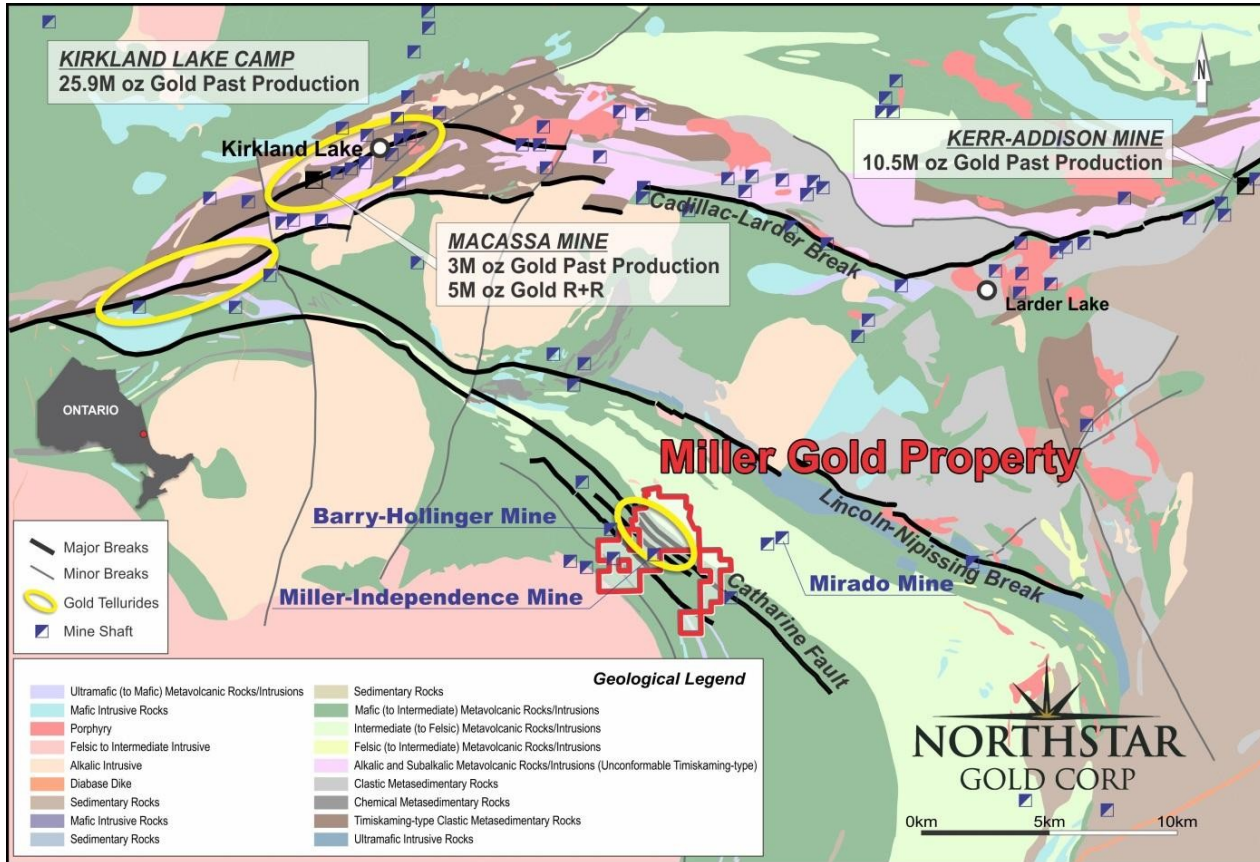 KIRKLAND LAKE CAMP
25.9M oz Gold Past Production
N
KERR-ADDISON MINE
10.5M oz Gold Past Production
Kirkland Lake
Cadillac-Larder Break
MACASSA MINE
3M oz Gold Past Production
5M oz Gold R+R
Larder Lake
ONTARIO
Miller Gold Property
Lincoln-Nipissing Break
Barry-Hollinger Mine
Mirado Mine
Miller-Independence Mine
Catharine Fault
Major Breaks
Minor Breaks
Gold Tellurides
Mine Shaft
Geological Legend
Ultramafic (to Mafic) Metavolcanic Rocks/Intrusions
Mafic Intrusive Rocks
Porphyry
Felsic to Intermediate Intrusive
Alkalic Intrusive
Diabase Dike
Sedimentary Rocks
Mafic Intrusive Rocks
Sedimentary Rocks
Sedimentary Rocks
Mafic (to Intermediate) Metavolcanic Rocks/Intrusions
Intermediate (to Felsic) Metavolcanic Rocks/Intrusions
Felsic (to Intermediate) Metavolcanic Rocks/Intrusions
Alkalic and Subalkalic Metavolcanic Rocks/Intrusions (Unconformable Timiskaming-type)
Clastic Metasedimentary Rocks
Chemical Metasedimentary Rocks
Timiskaming-type Clastic Metasedimentary Rocks
Ultramafic Intrusive Rocks
NORTHSTAR
GOLD CORP
0km 5km 10km